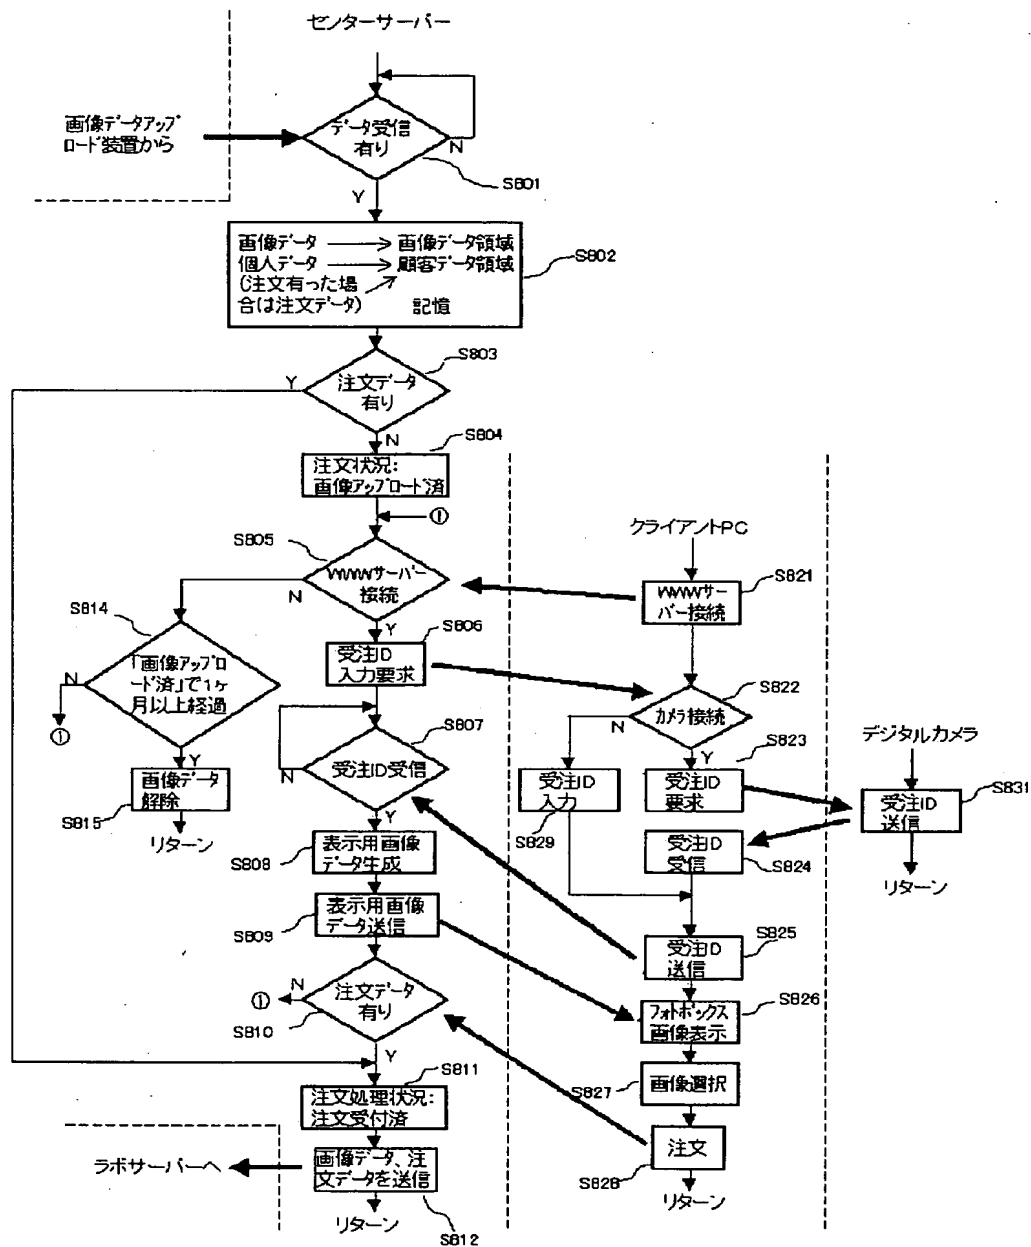 センターサーバー
画像データアップ
ロード装置から
データ受信
有り
N
S801
Y
画像データ → 画像データ領域
個人データ → 顧客データ領域
(注文有った場
合は注文データ) 記憶
S802
S803
Y
注文データ
有り
N
S804
注文状況:
画像アップロード済
①
S805
WWWサーバー
接続
N
Y
S806
受注ID
入力要求
S814
「画像アップロ
ード済」で1ヶ
月以上経過
N
①
Y
画像データ
解除
S815
リターン
S807
受注ID受信
N
Y
S808
表示用画像
データ生成
S809
表示用画像
データ送信
注文データ
有り
N
①
S810
Y
S811
注文処理状況:
注文受付済
画像データ、注
文データを送信
ラボサーバーへ
S812
リターン
クライアントPC
S821
WWWサー
バー接続
S822
カメラ接続
N
Y
S823
受注ID
入力
S829
受注ID
要求
受注ID
受信
S824
S825
受注ID
送信
S826
フォトボックス
画像表示
画像選択
S827
注文
S828
リターン
デジタルカメラ
S831
受注ID
送信
リターン